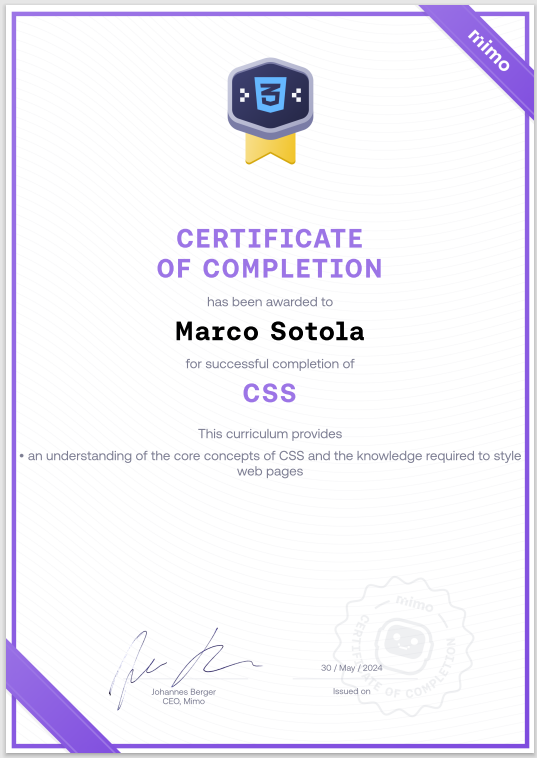 mimo
3
CERTIFICATE
OF COMPLETION
has been awarded to
Marco Sotola
for successful completion of
CSS
This curriculum provides
• an understanding of the core concepts of CSS and the knowledge required to style
web pages
mimo
CERTIFICATE OF COMPLETION
30 / May / 2024
Johannes Berger
Issued on
CEO, Mimo